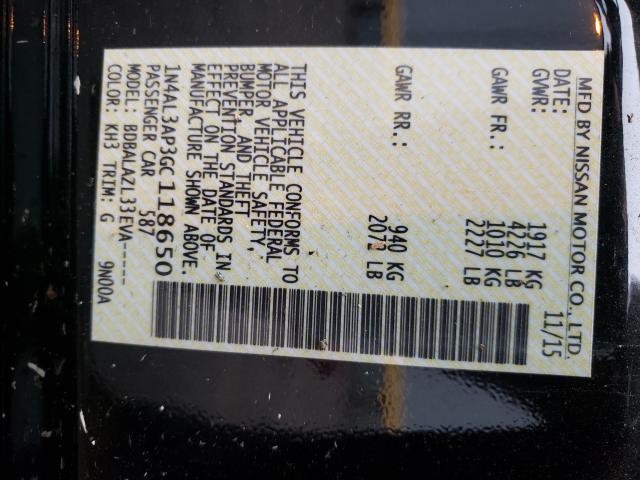 MFD BY NISSAN MOTOR CO., LTD.
DATE: 11/15
GVWR: 1917 KG
4226 LB
GAWR FR: 1010 KG
2227 LB
GAWR RR: 940 KG
2072 LB
THIS VEHICLE CONFORMS TO
ALL APPLICABLE FEDERAL
MOTOR VEHICLE SAFETY,
BUMPER, AND THEFT
PREVENTION STANDARDS IN
EFFECT ON THE DATE OF
MANUFACTURE SHOWN ABOVE.
1N4AL3AP3GC118650
PASSENGER CAR 587
MODEL: BDBALAZL33EVA-----
COLOR: KH3 TRIM: G 9N00A